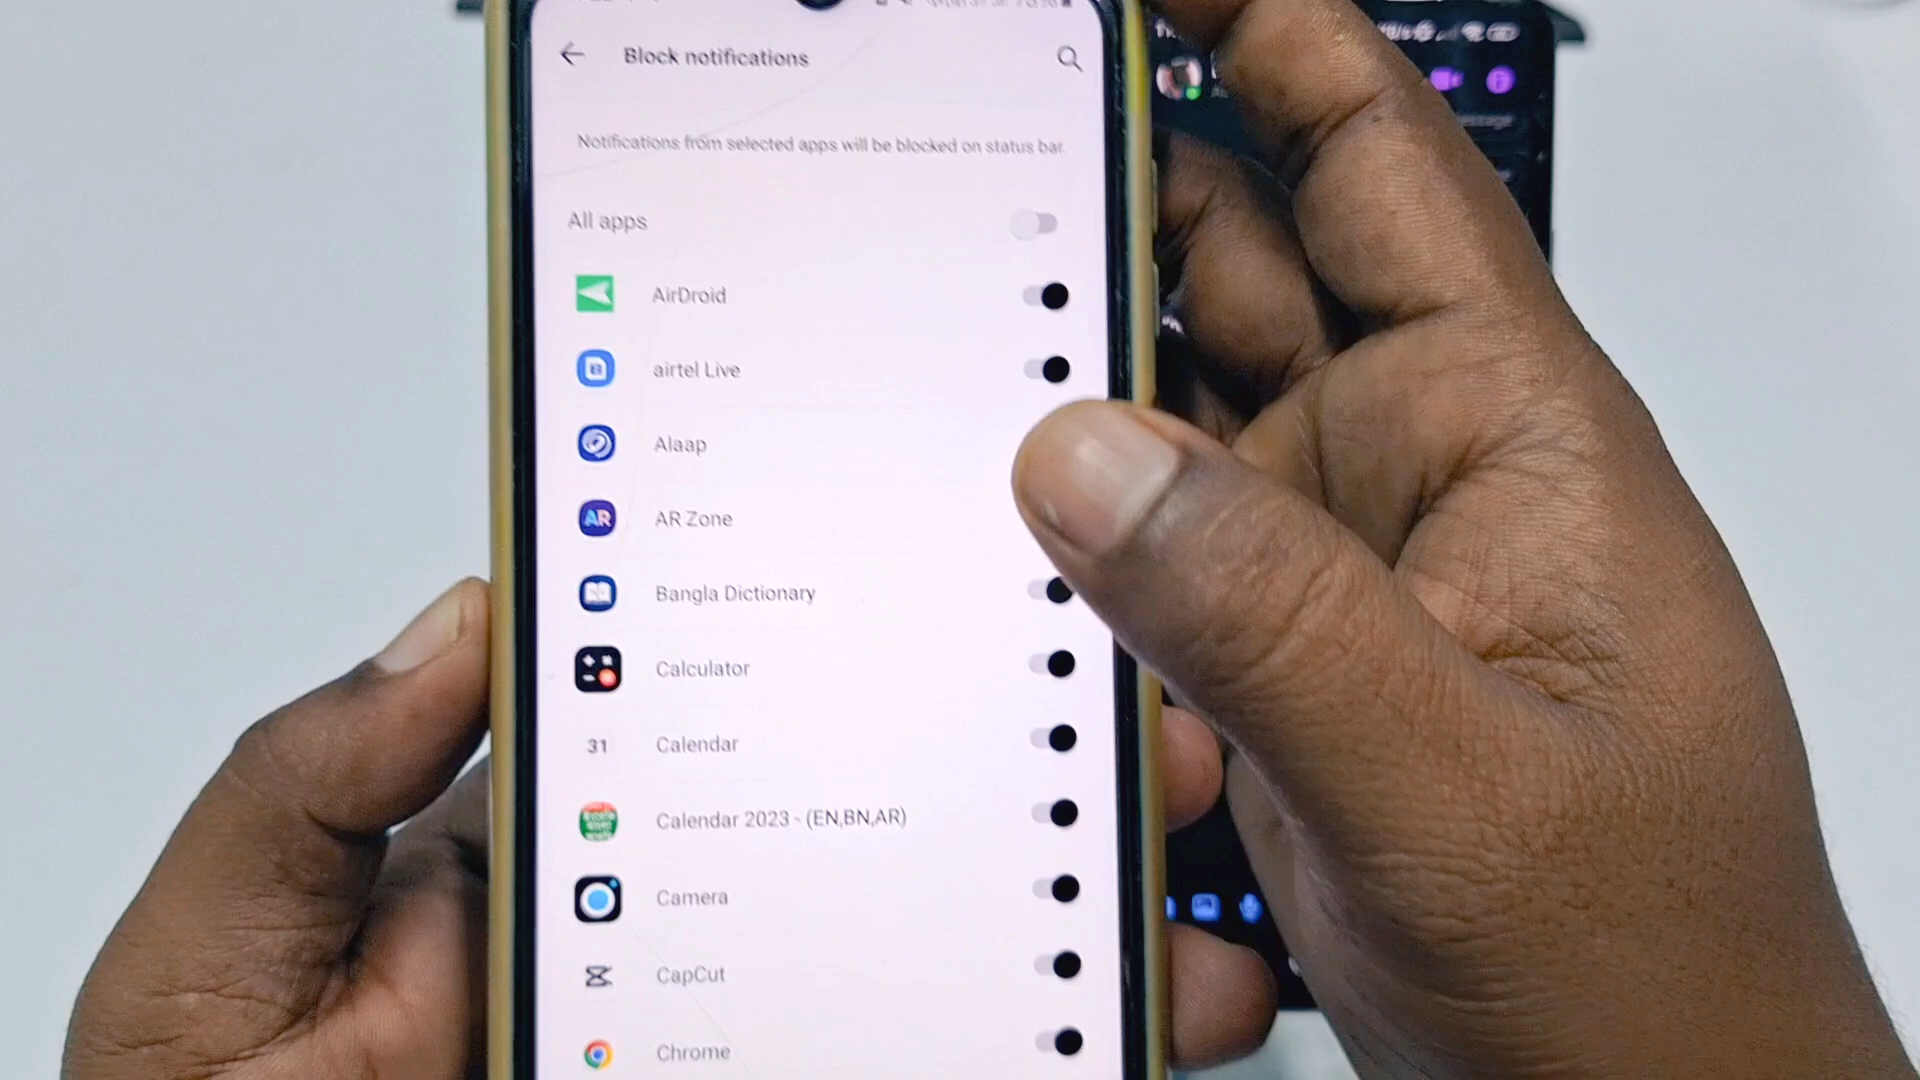 Block notifications
Notifications from selected apps will be blocked on status bar.
All apps
AirDroid
airtel Live
Alaap
AR AR Zone
Bangla Dictionary
Calculator
31 Calendar
Calendar 2023 - (EN,BN,AR)
Camera
CapCut
Chrome